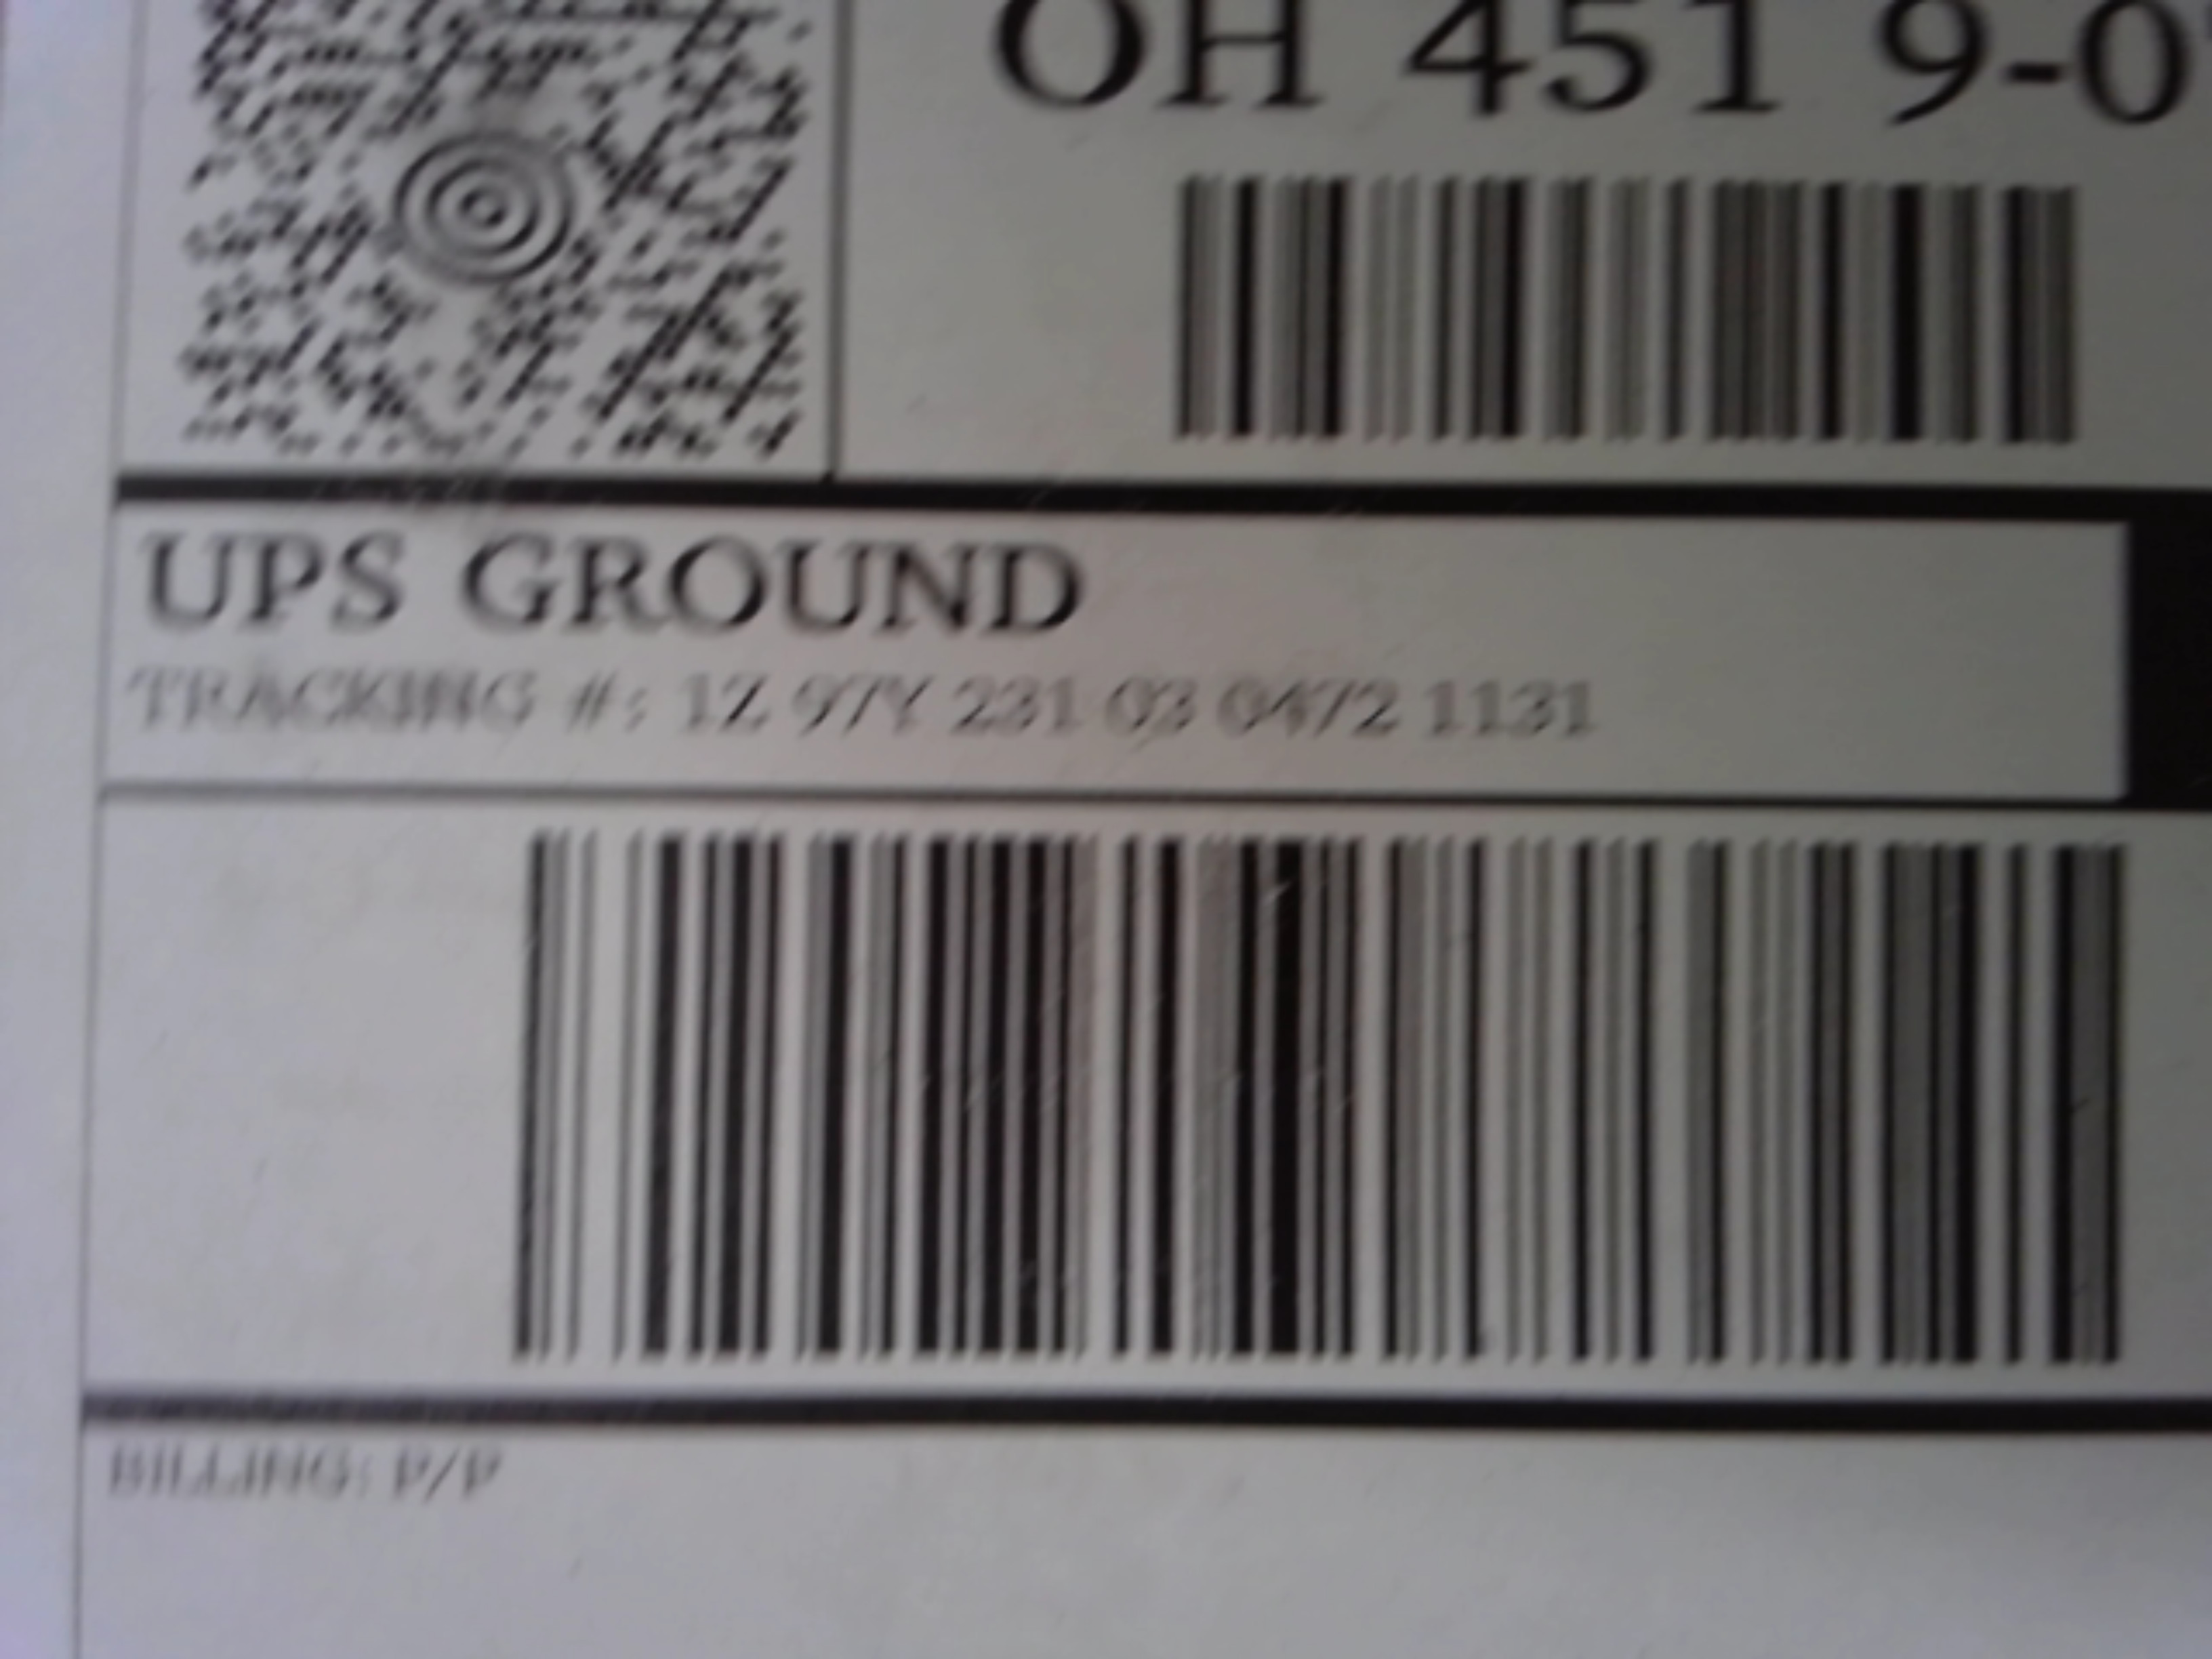 OH 451 9-0
UPS GROUND
TRACKING #: 1Z 97Y 231 03 0472 1131
BILLING: P/P